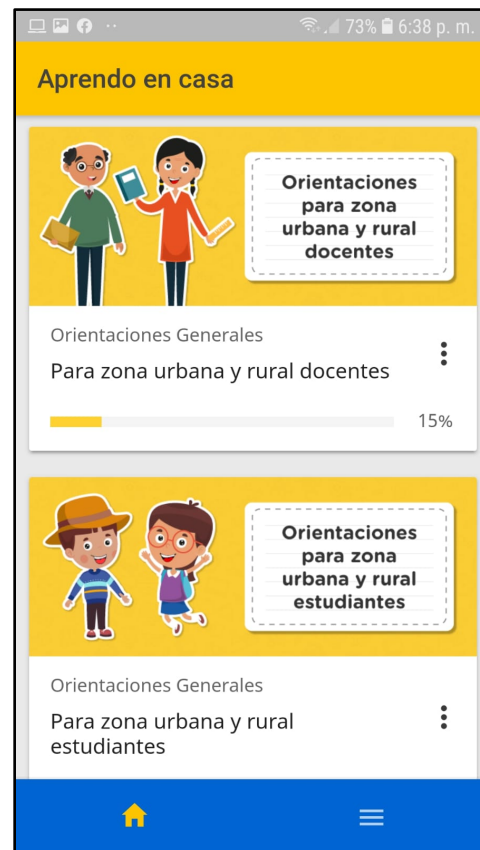 73% 6:38 p. m.
Aprendo en casa
Orientaciones
para zona
urbana y rural
docentes
Orientaciones Generales
Para zona urbana y rural docentes
15%
Orientaciones
para zona
urbana y rural
estudiantes
Orientaciones Generales
Para zona urbana y rural
estudiantes